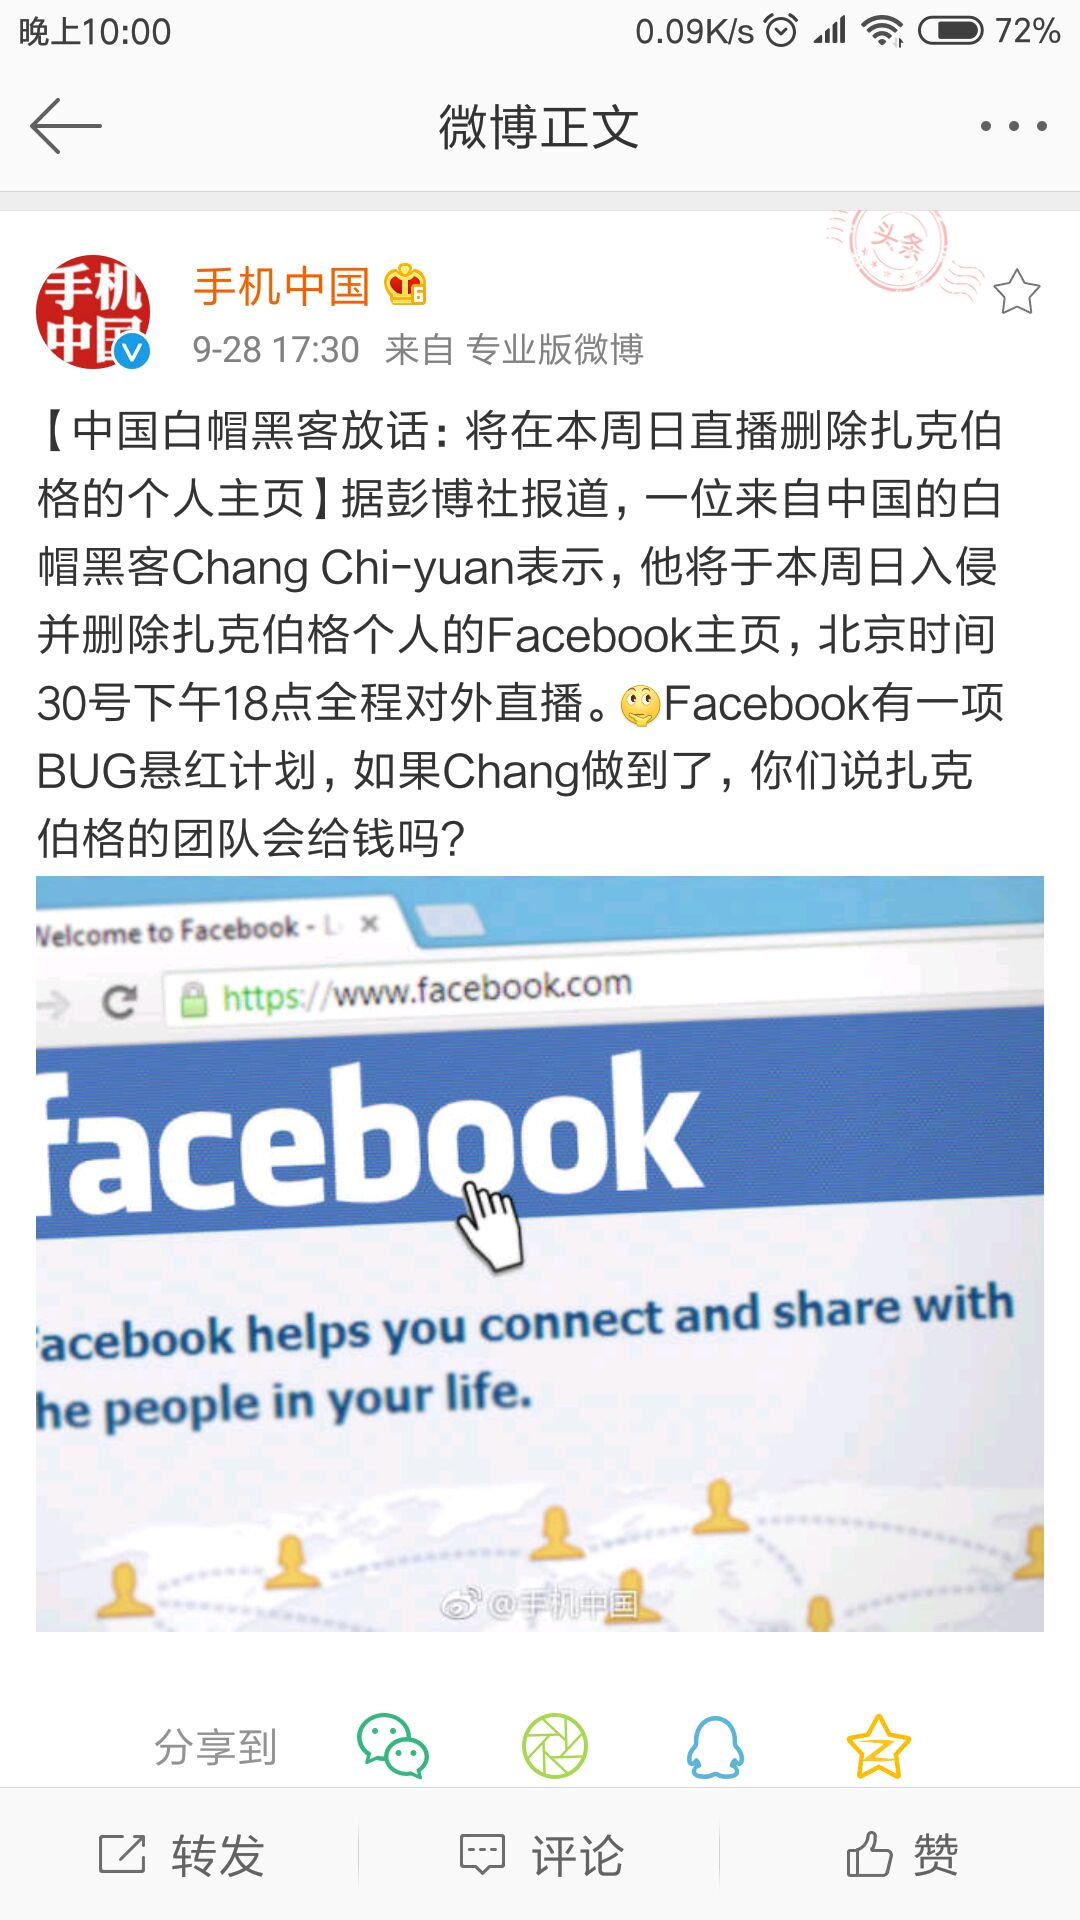 晚上10:00
0.09K/s
72%
微博正文
头条
手机中国
手机中国
6
9-28 17:30 来自 专业版微博
【中国白帽黑客放话：将在本周日直播删除扎克伯
格的个人主页】据彭博社报道，一位来自中国的白
帽黑客Chang Chi-yuan表示，他将于本周日入侵
并删除扎克伯格个人的Facebook主页，北京时间
30号下午18点全程对外直播。Facebook有一项
BUG悬红计划，如果Chang做到了，你们说扎克
伯格的团队会给钱吗？
Welcome to Facebook - L
https://www.facebook.com
facebook
Facebook helps you connect and share with
he people in your life.
@手机中国
分享到
转发
评论
赞